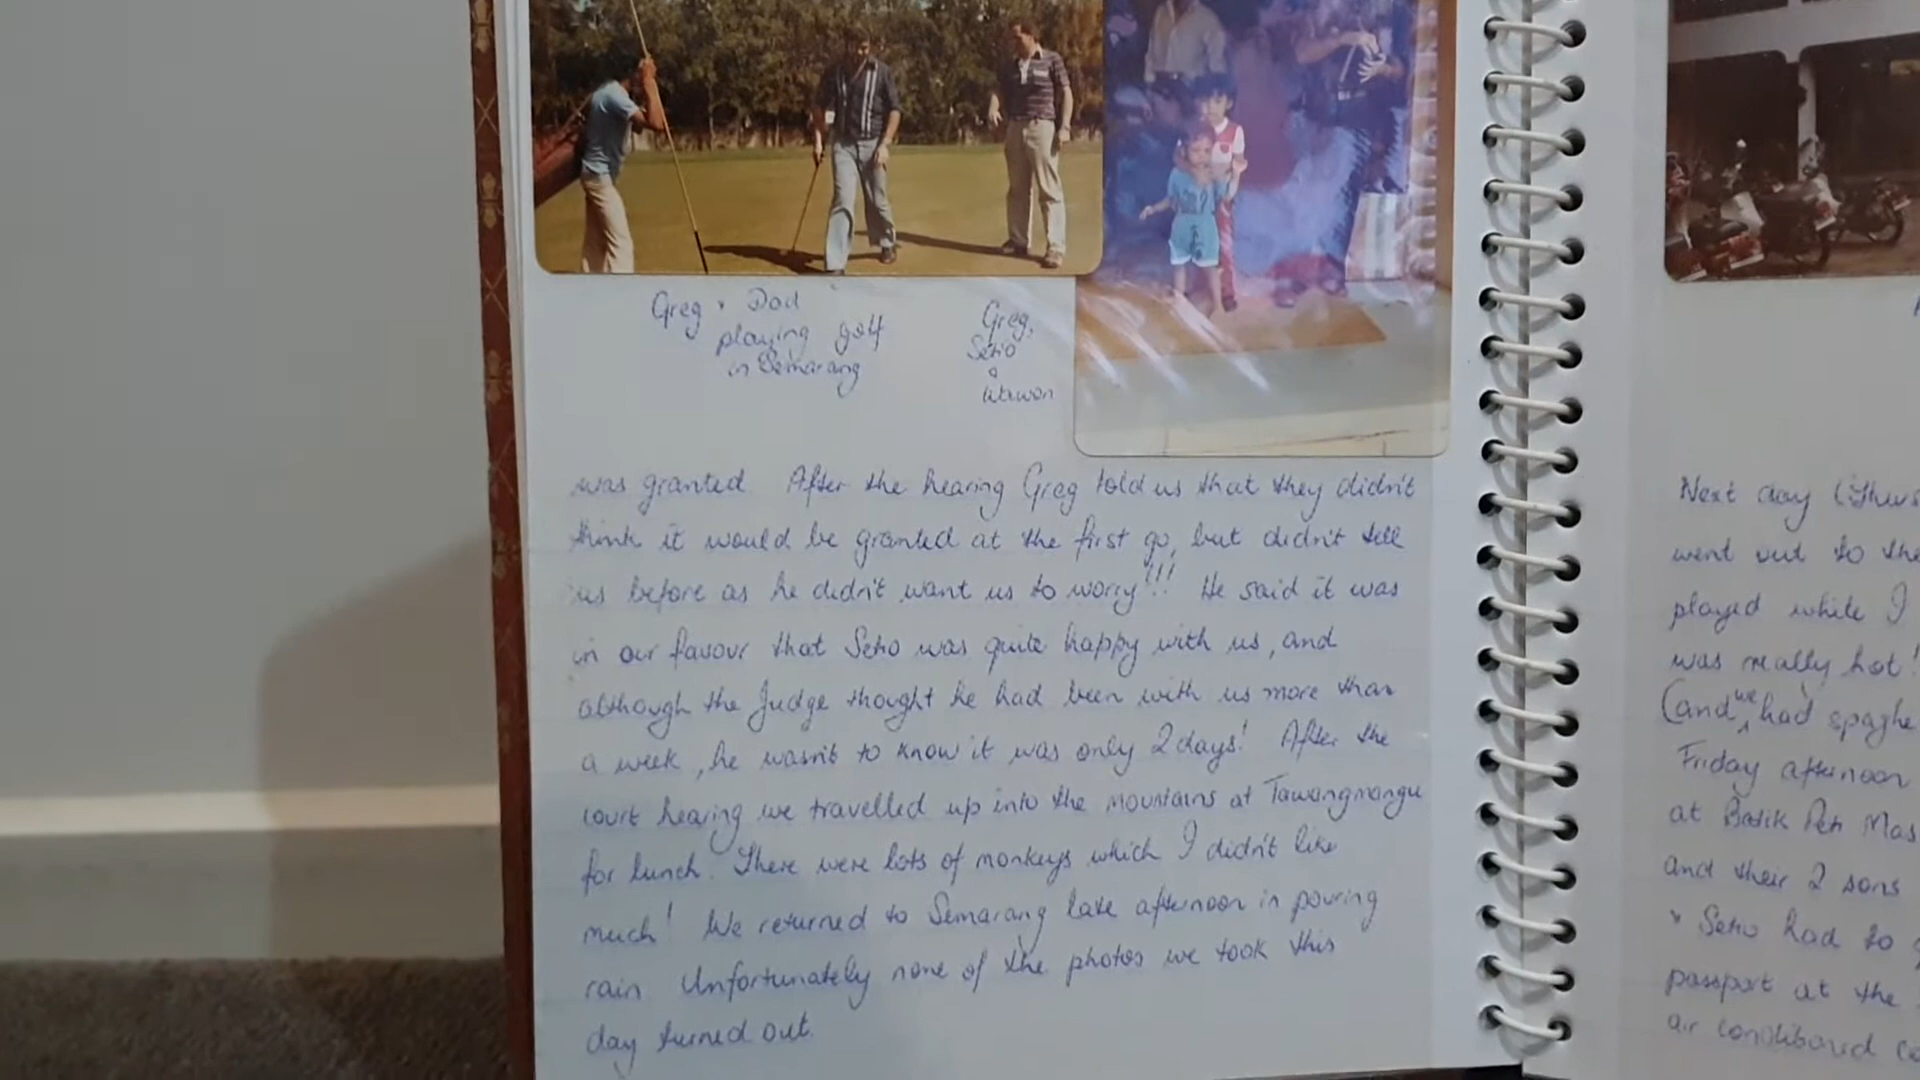 Greg & Dad
playing golf
in Semarang
Greg,
Setio
&
was granted. After the hearing Greg told us that they didn't
think it would be granted at the first go, but didn't tell
us before as he didn't want us to worry!!! He said it was
in our favour that Setio was quite happy with us, and
although the Judge thought he had been with us more than
a week, he wasn't to know it was only 2 days! After the
court hearing we travelled up into the mountains at Tawangmangu
for lunch. There were lots of monkeys which I didn't like
much! We returned to Semarang late afternoon in pouring
rain. Unfortunately none of the photos we took this
day turned out.
Next day (Thurs
went out to the
played while I
was really hot!
(and we had spaghe
Friday afternoon
at Batik Mas
and their 2 sons
& Setio had to
passport at the
air conditioned